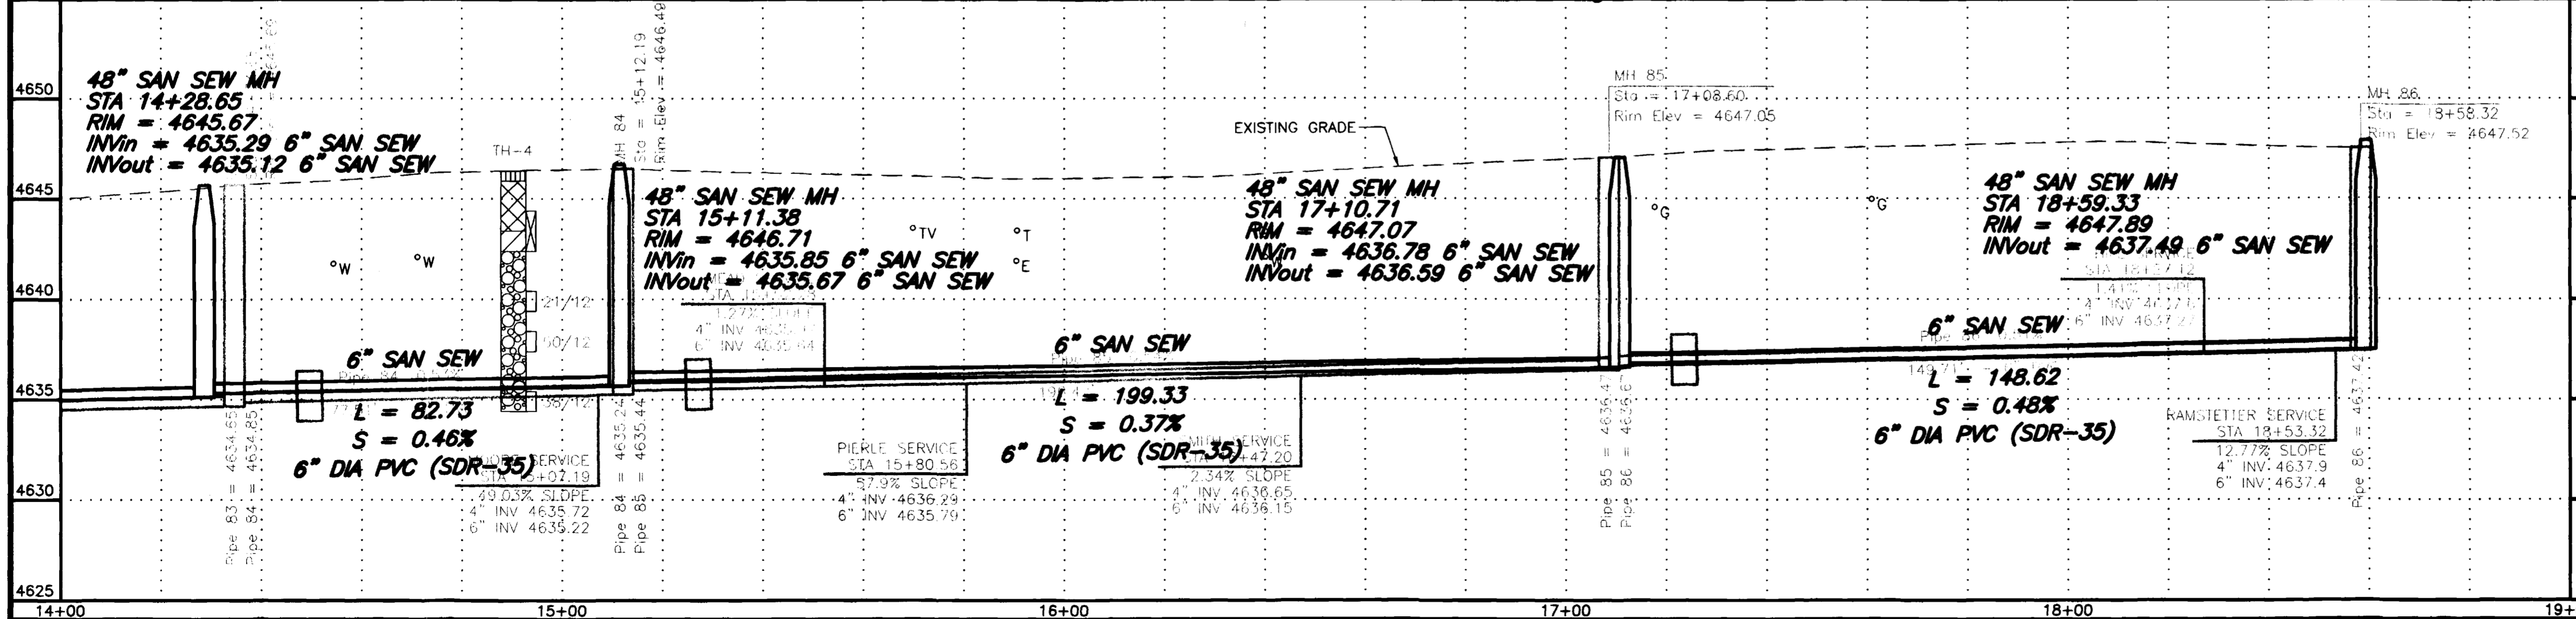 4650
4645
4640
4635
4630
4625
14+00
15+00
16+00
17+00
18+00
19+
48" SAN SEW MH
STA 14+28.65
RIM = 4645.67
INVin = 4635.29 6" SAN SEW
INVout = 4635.12 6" SAN SEW
TH-4
21/12
50/12
38/12
MH 84
Sta = 15+12.19
Rim Elev = 4646.49
48" SAN SEW MH
STA 15+11.38
RIM = 4646.71
INVin = 4635.85 6" SAN SEW
INVout = 4635.67 6" SAN SEW
°W
°W
°TV
°T
°E
EXISTING GRADE
48" SAN SEW MH
STA 17+10.71
RIM = 4647.07
INVin = 4636.78 6" SAN SEW
INVout = 4636.59 6" SAN SEW
MH 85
Sta = 17+08.60
Rim Elev = 4647.05
°G
°G
48" SAN SEW MH
STA 18+59.33
RIM = 4647.89
INVout = 4637.49 6" SAN SEW
MH 86
Sta = 18+58.32
Rim Elev = 4647.52
6" SAN SEW
L = 82.73
S = 0.46%
6" DIA PVC (SDR-35)
SERVICE
49.03% SLOPE
4" INV 4635.72
6" INV 4635.22
1.27% SLOPE
6" SAN SEW
L = 199.33
S = 0.37%
6" DIA PVC (SDR-35)
PIERLE SERVICE
STA 15+80.56
57.9% SLOPE
4" INV 4636.29
6" INV 4635.79
SERVICE
2.34% SLOPE
4" INV 4636.65
6" INV 4636.15
6" SAN SEW
L = 148.62
S = 0.48%
6" DIA PVC (SDR-35)
RAMSTETTER SERVICE
STA 18+53.32
12.77% SLOPE
4" INV 4637.9
6" INV 4637.4
Pipe 83 = 4634.65
Pipe 84 = 4634.85
Pipe 84 = 4635.24
Pipe 85 = 4635.44
Pipe 85 = 4636.47
Pipe 86 = 4636.67
Pipe 86 = 4637.42